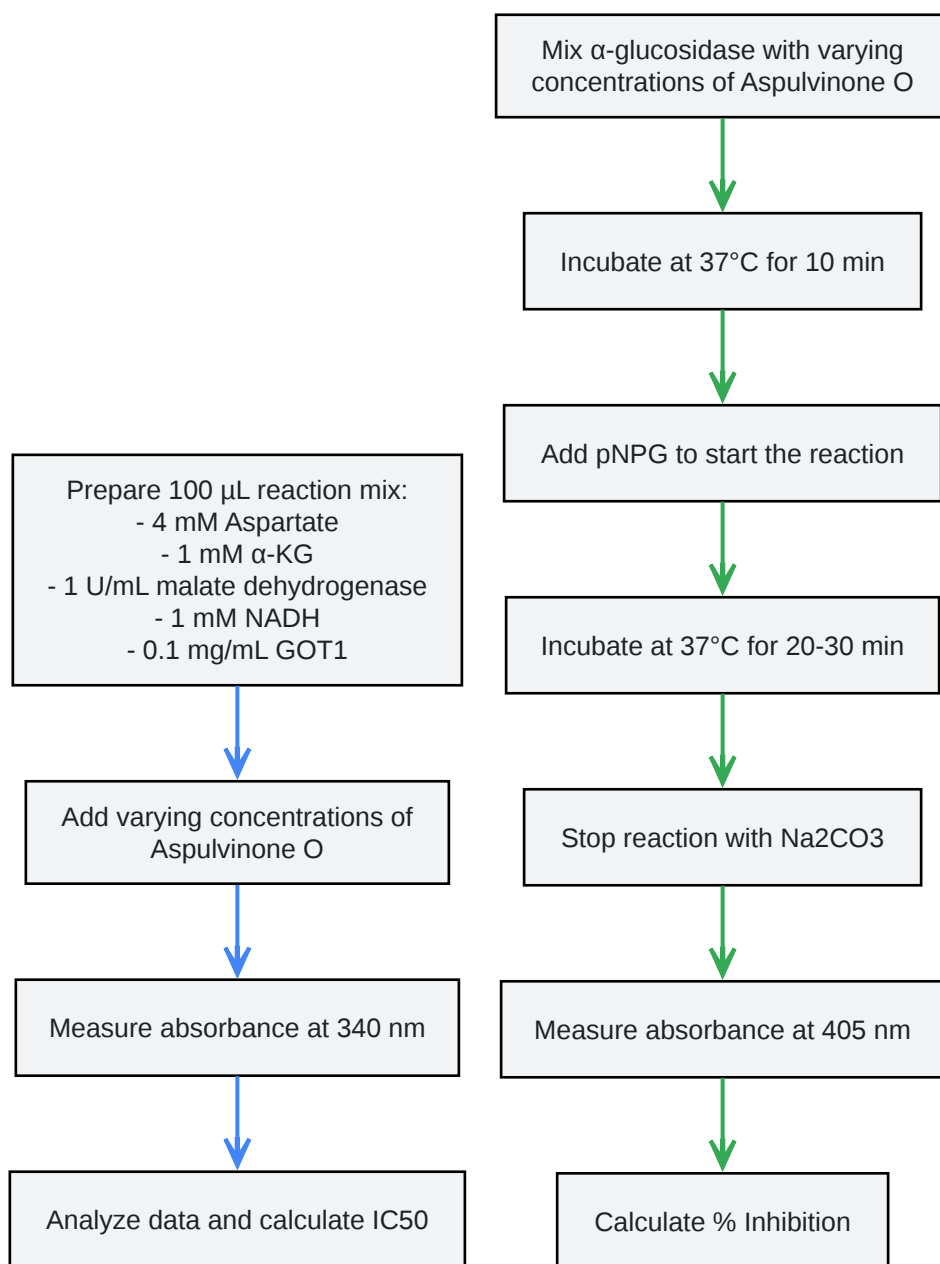 Mix α-glucosidase with varying
concentrations of Aspulvinone O
Incubate at 37°C for 10 min
Add pNPG to start the reaction
Incubate at 37°C for 20-30 min
Stop reaction with Na2CO3
Measure absorbance at 405 nm
Calculate % Inhibition
Prepare 100 µL reaction mix:
- 4 mM Aspartate
- 1 mM α-KG
- 1 U/mL malate dehydrogenase
- 1 mM NADH
- 0.1 mg/mL GOT1
Add varying concentrations of
Aspulvinone O
Measure absorbance at 340 nm
Analyze data and calculate IC50